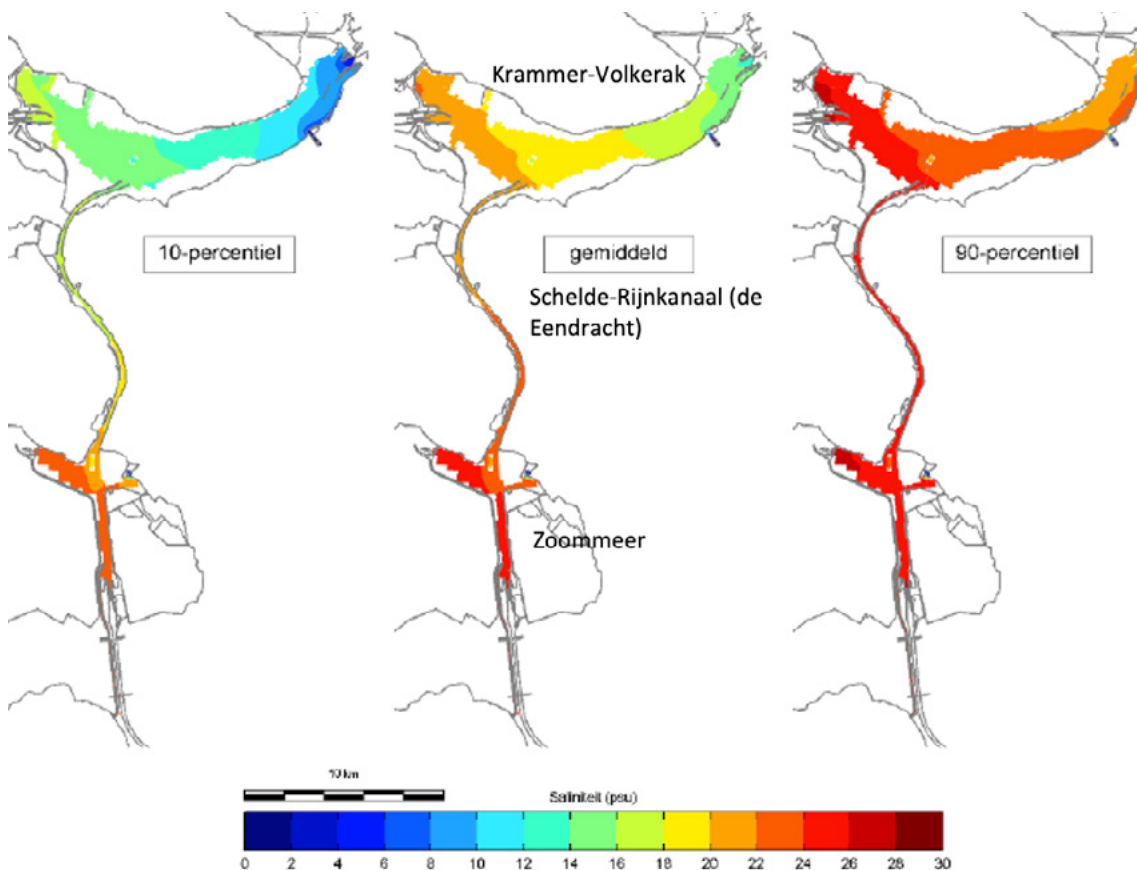 Krammer-Volkerak
10-percentiel
gemiddeld
90-percentiel
Schelde-Rijnkanaal (de
Eendracht)
Zoommeer
10 km
Saliniteit (psu)
0 2 4 6 8 10 12 14 16 18 20 22 24 26 28 30